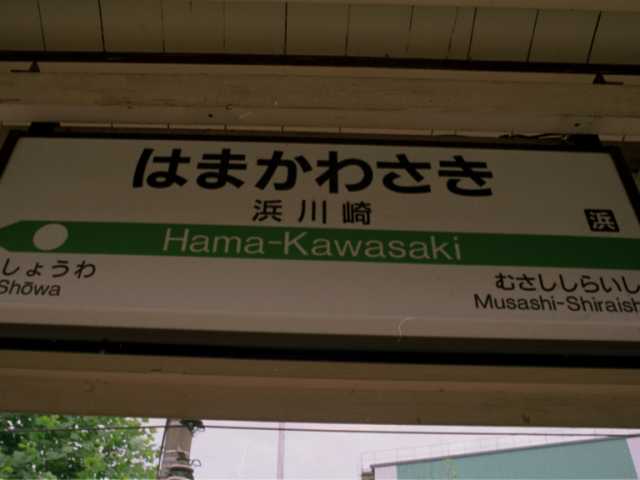 はまかわさき
浜川崎
浜
Hama-Kawasaki
しょうわ
Shōwa
むさししらいし
Musashi-Shiraish